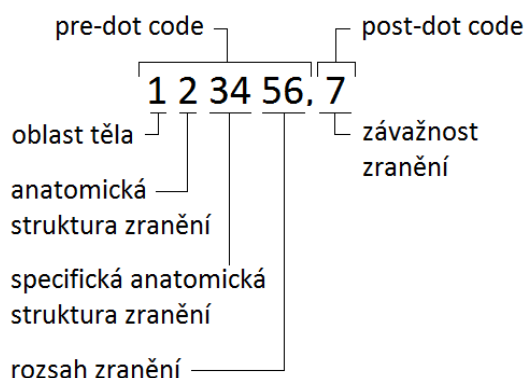 pre-dot code
post-dot code
1 2 34 56, 7
oblast těla
závažnost
zranění
anatomická
struktura zranění
specifická anatomická
struktura zranění
rozsah zranění